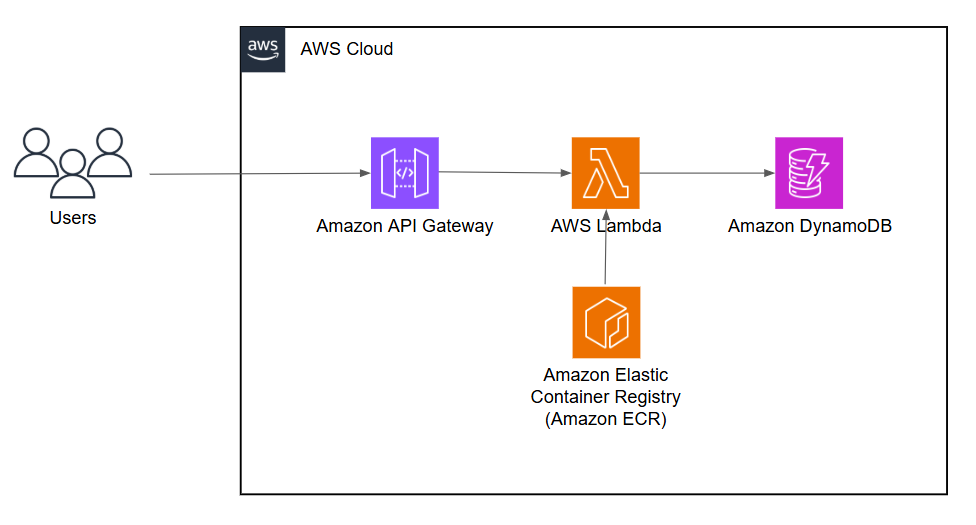 aws
AWS Cloud
Users
Amazon API Gateway
AWS Lambda
Amazon DynamoDB
Amazon Elastic
Container Registry
(Amazon ECR)